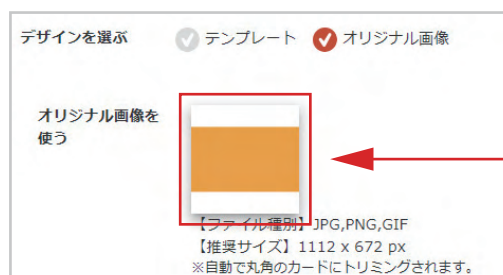 デザインを選ぶ テンプレート オリジナル画像
オリジナル画像を
使う
【ファイル種別】JPG,PNG,GIF
【推奨サイズ】1112 x 672 px
※自動で丸角のカードにトリミングされます。